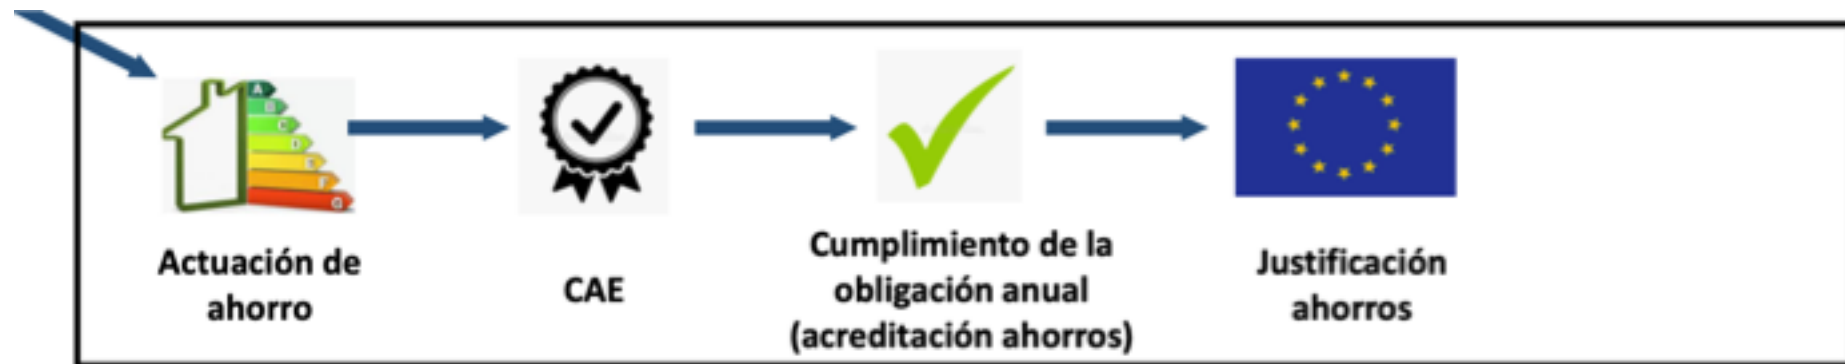 A
G
Actuación de
ahorro
CAE
Cumplimiento de la
obligación anual
(acreditación ahorros)
Justificación
ahorros